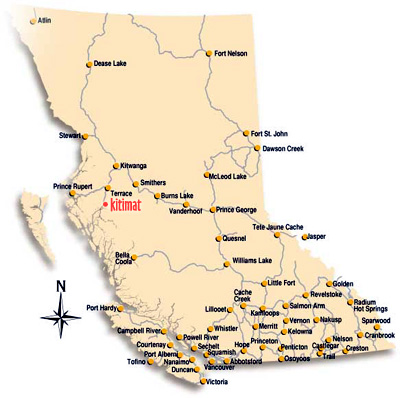 Atlin
Fort Nelson
Dease Lake
Stewart
Fort St. John
Dawson Creek
Kitwanga
Smithers
McLeod Lake
Prince Rupert
Terrace
Burns Lake
kitimat
Vanderhoof
Prince George
Tete Jaune Cache
Jasper
Quesnel
Bella
Coola
Williams Lake
N
Little Fort
Golden
Cache
Creek
Revelstoke
Radium
Hot Springs
Port Hardy
Lillooet
Kamloops
Salmon Arm
Sparwood
Campbell River
Whistler
Merritt
Vernon
Nakusp
Kelowna
Cranbrook
Powell River
Courtenay
Sechelt
Hope
Princeton
Nelson
Port Alberni
Squamish
Penticton
Castlegar
Creston
Tofino
Nanaimo
Abbotsford
Osoyoos
Trail
Duncan
Vancouver
Victoria